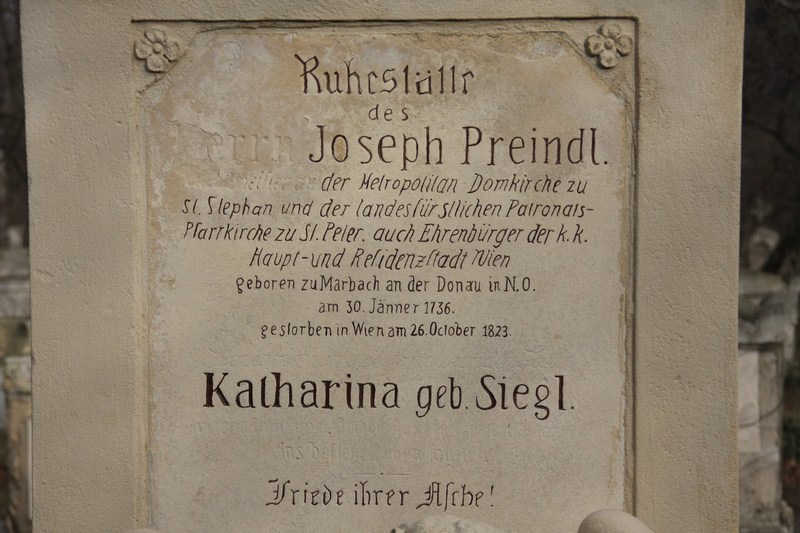 Ruhestätte
des
Herrn Joseph Preindl.
der Metropolitan-Domkirche zu
St. Stephan und der landesfürstlichen Patronats-
Pfarrkirche zu St. Peter. auch Ehrenbürger der k. k.
Haupt-und Residenzstadt Wien
geboren zu Marbach an der Donau in N.O.
am 30. Jänner 1736.
gestorben in Wien am 26. October 1823.
Katharina geb. Siegl.
Friede ihrer Asche!